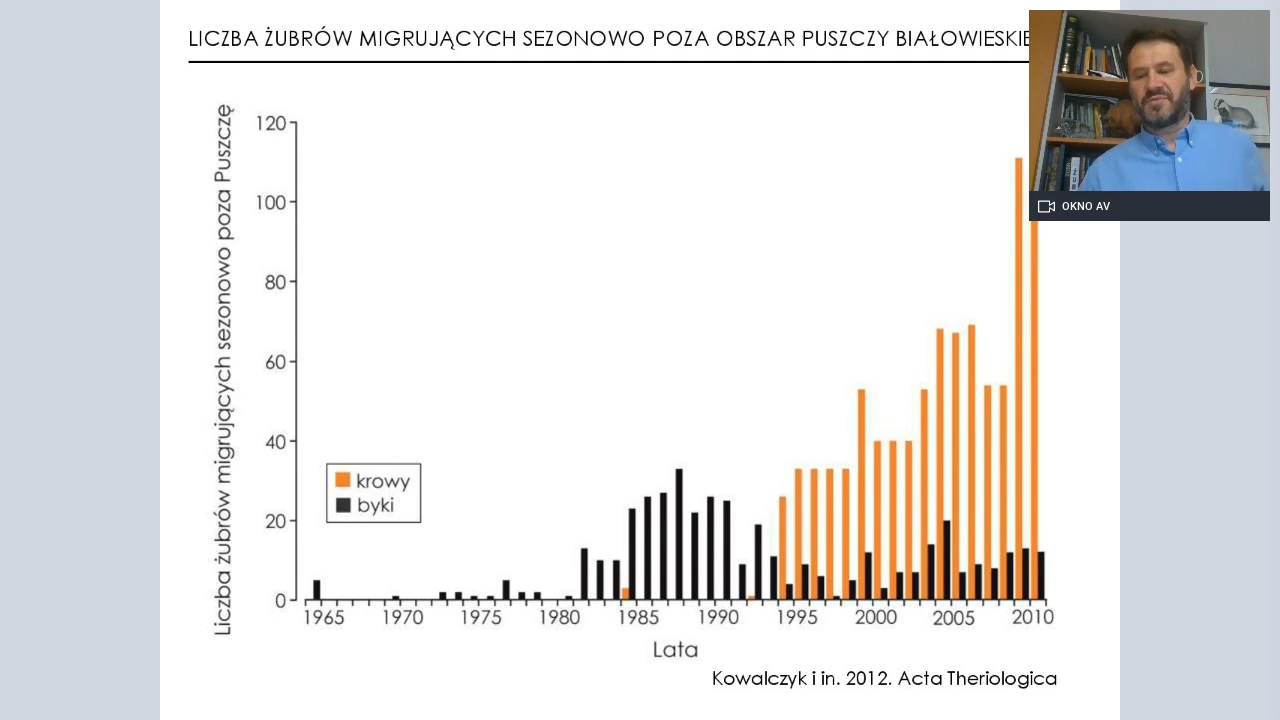 LICZBA ŻUBRÓW MIGRUJĄCYCH SEZONOWO POZA OBSZAR PUSZCZY BIAŁOWIESKIE
Liczba żubrów migrujących sezonowo poza Puszczę
120
100
80
60
40
20
0
krowy
byki
1965 1970 1975 1980 1985 1990 1995 2000 2005 2010
Lata
Kowalczyk i in. 2012. Acta Theriologica
OKNO AV